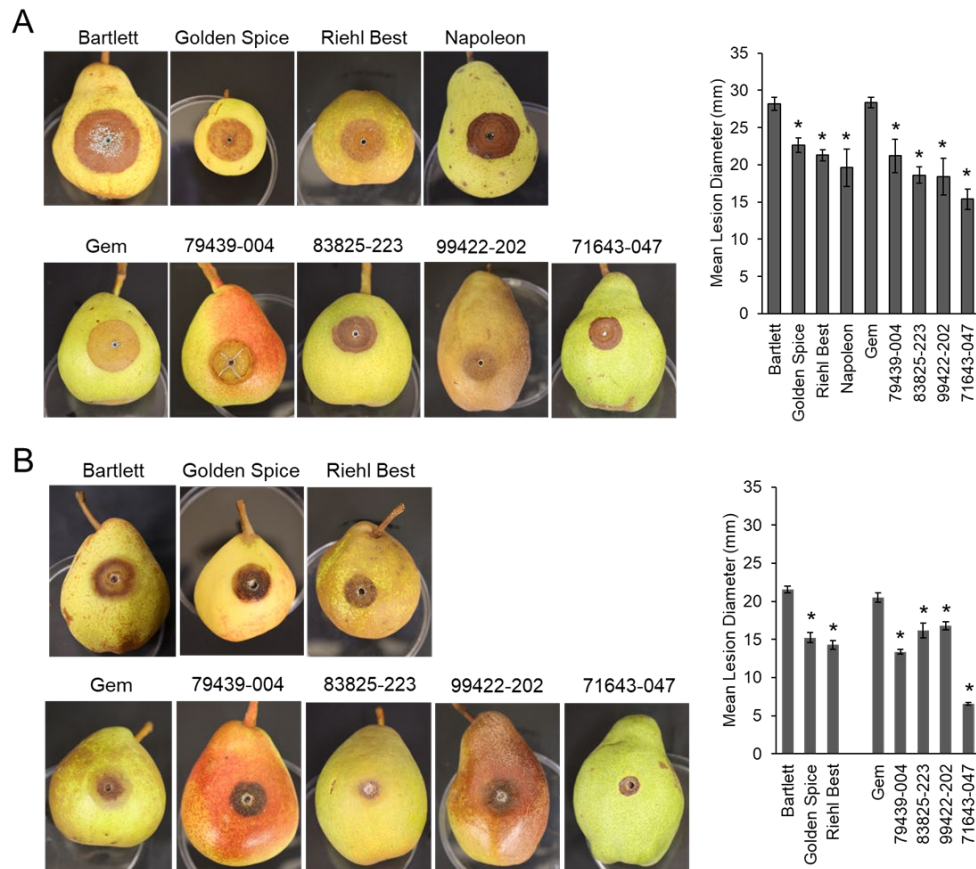 A
Bartlett Golden Spice Riehl Best Napoleon
Gem 79439-004 83825-223 99422-202 71643-047
Mean Lesion Diameter (mm)
35
30
25
20
15
10
5
0
Bartlett
Golden Spice
Riehl Best
Napoleon
Gem
79439-004
83825-223
99422-202
71643-047
* * * * * * *
B
Bartlett Golden Spice Riehl Best
Gem 79439-004 83825-223 99422-202 71643-047
Mean Lesion Diameter (mm)
35
30
25
20
15
10
5
0
Bartlett
Golden Spice
Riehl Best
Gem
79439-004
83825-223
99422-202
71643-047
* * * * * *